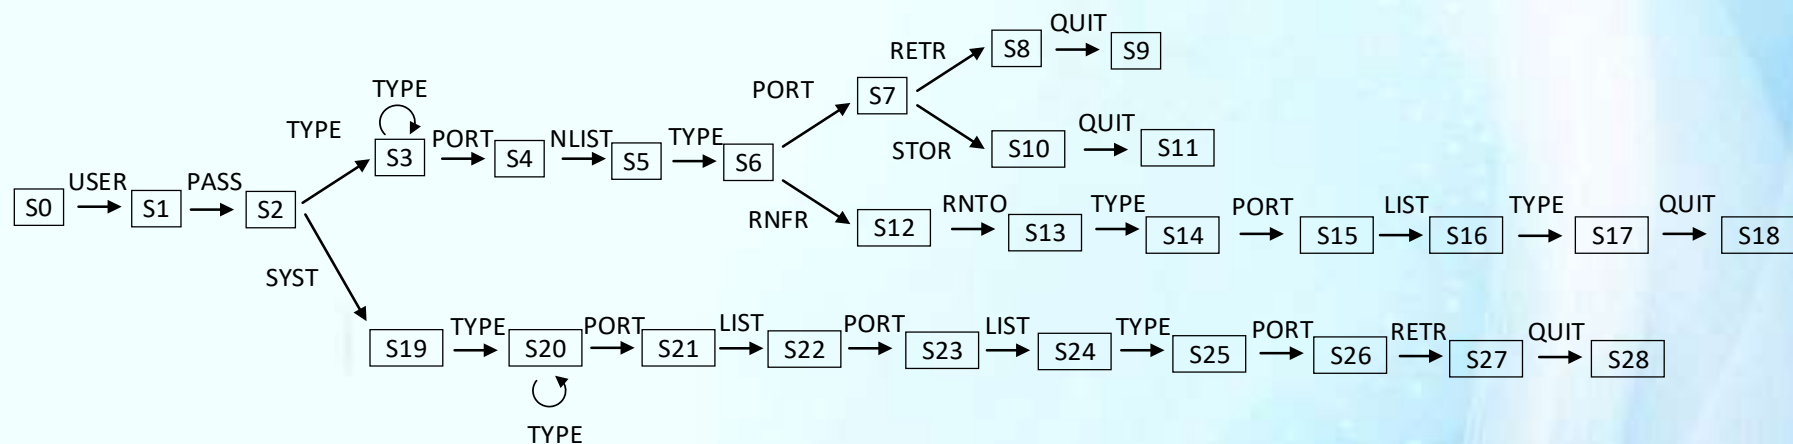 QUIT
RETR S8 S9
TYPE
PORT S7
TYPE PORT NLIST TYPE QUIT
S3 S4 S5 S6 STOR S10 S11
USER PASS RNTO TYPE PORT LIST TYPE QUIT
S0 S1 S2 RNFR S12 S13 S14 S15 S16 S17 S18
SYST
TYPE PORT LIST PORT LIST TYPE PORT RETR QUIT
S19 S20 S21 S22 S23 S24 S25 S26 S27 S28
TYPE